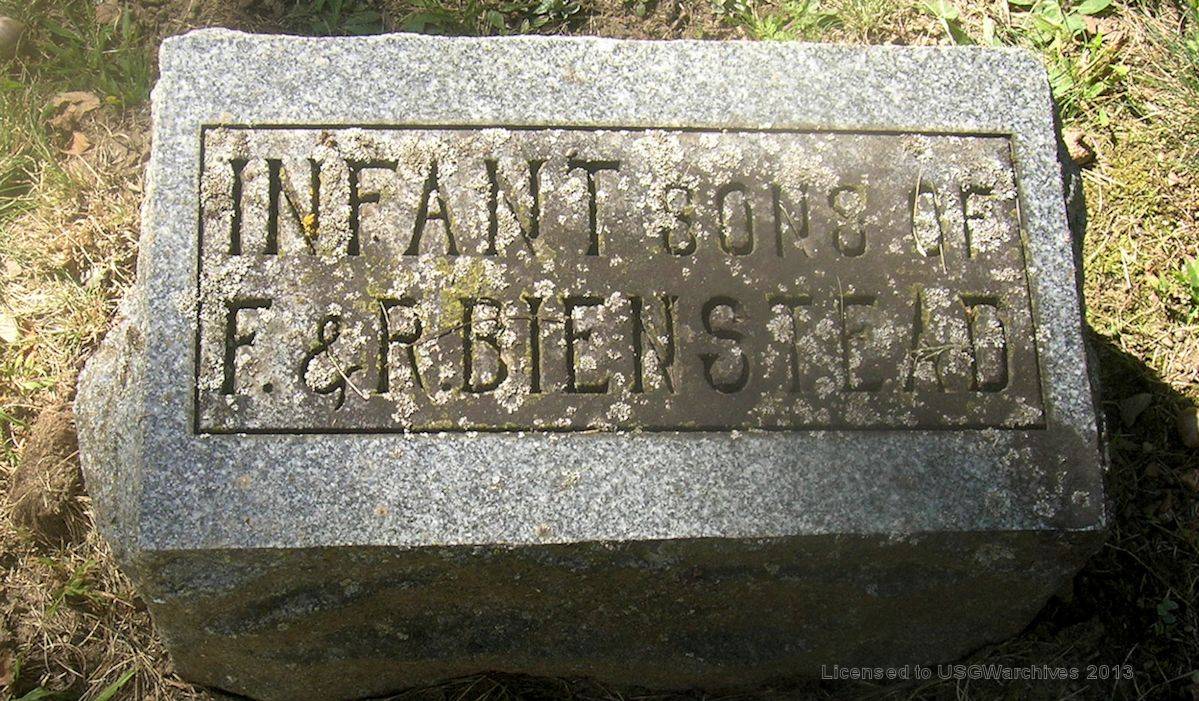 INFANT SONS OF
F. & R. BIENSTEAD
Licensed to USGWarchives 2013